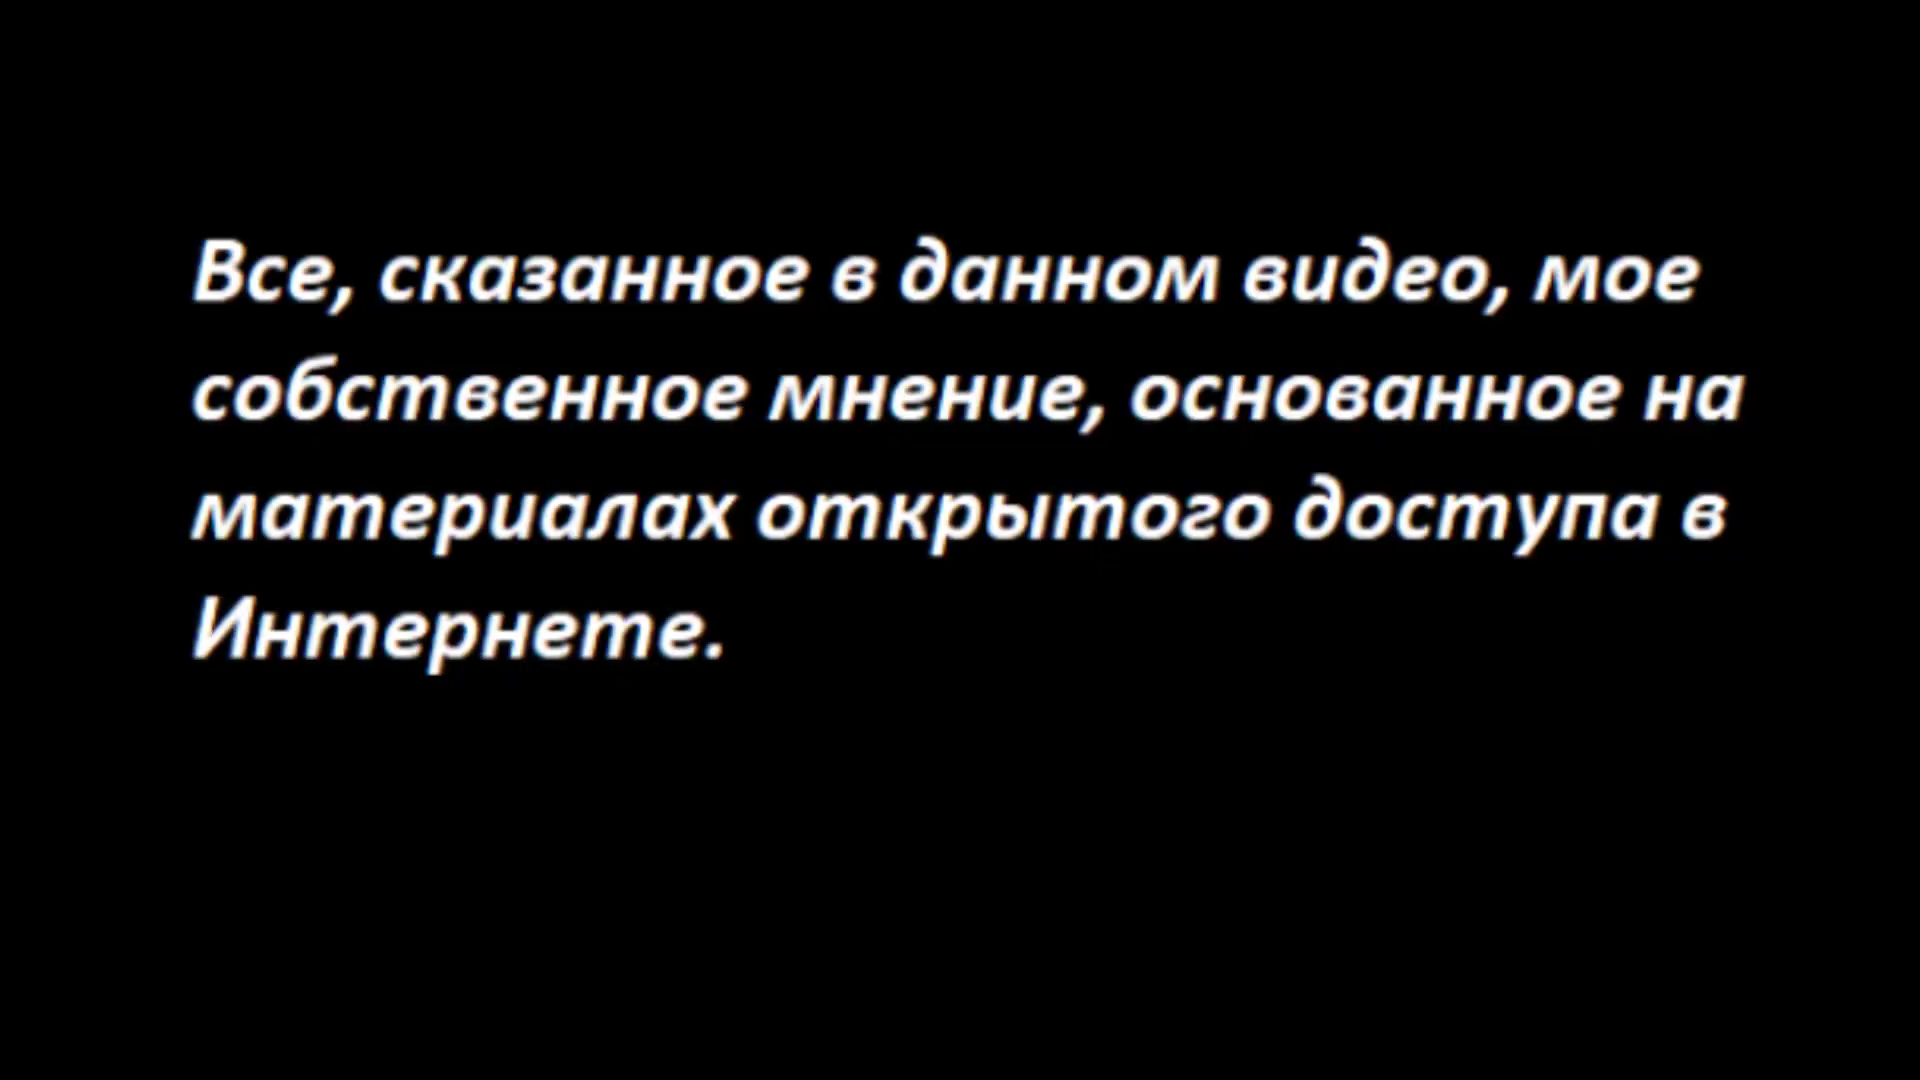 Все, сказанное в данном видео, мое
собственное мнение, основанное на
материалах открытого доступа в
Интернете.